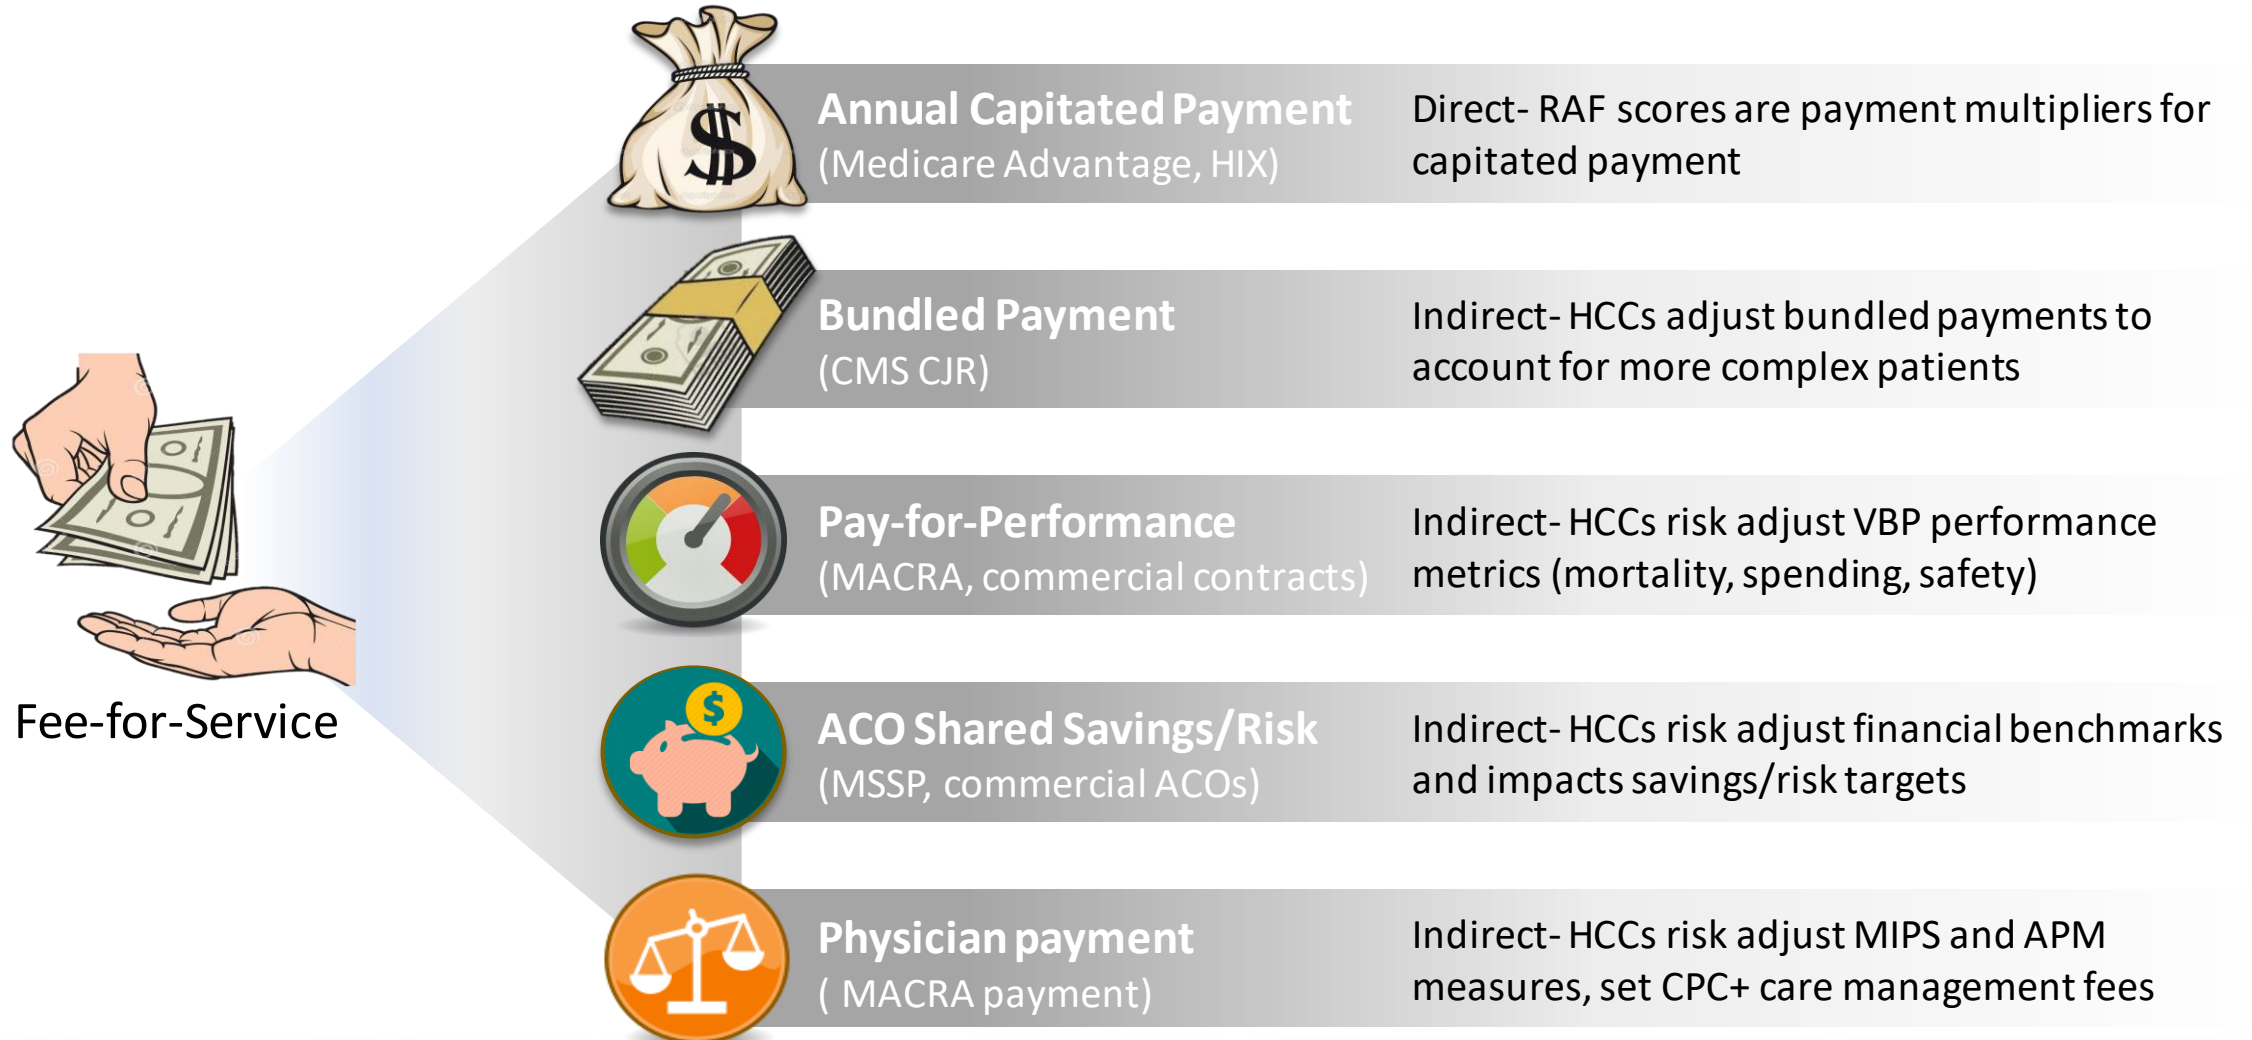 Annual Capitated Payment
(Medicare Advantage, HIX)
Direct- RAF scores are payment multipliers for
capitated payment
Bundled Payment
(CMS CJR)
Indirect- HCCs adjust bundled payments to
account for more complex patients
Pay-for-Performance
(MACRA, commercial contracts)
Indirect- HCCs risk adjust VBP performance
metrics (mortality, spending, safety)
Fee-for-Service
ACO Shared Savings/Risk
(MSSP, commercial ACOs)
Indirect- HCCs risk adjust financial benchmarks
and impacts savings/risk targets
Physician payment
( MACRA payment)
Indirect- HCCs risk adjust MIPS and APM
measures, set CPC+ care management fees
$
$